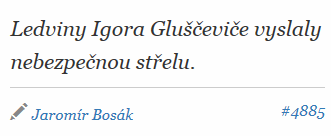 Ledviny Igora Gluščeviče vyslaly
nebezpečnou střelu.
Jaromír Bosák
#4885